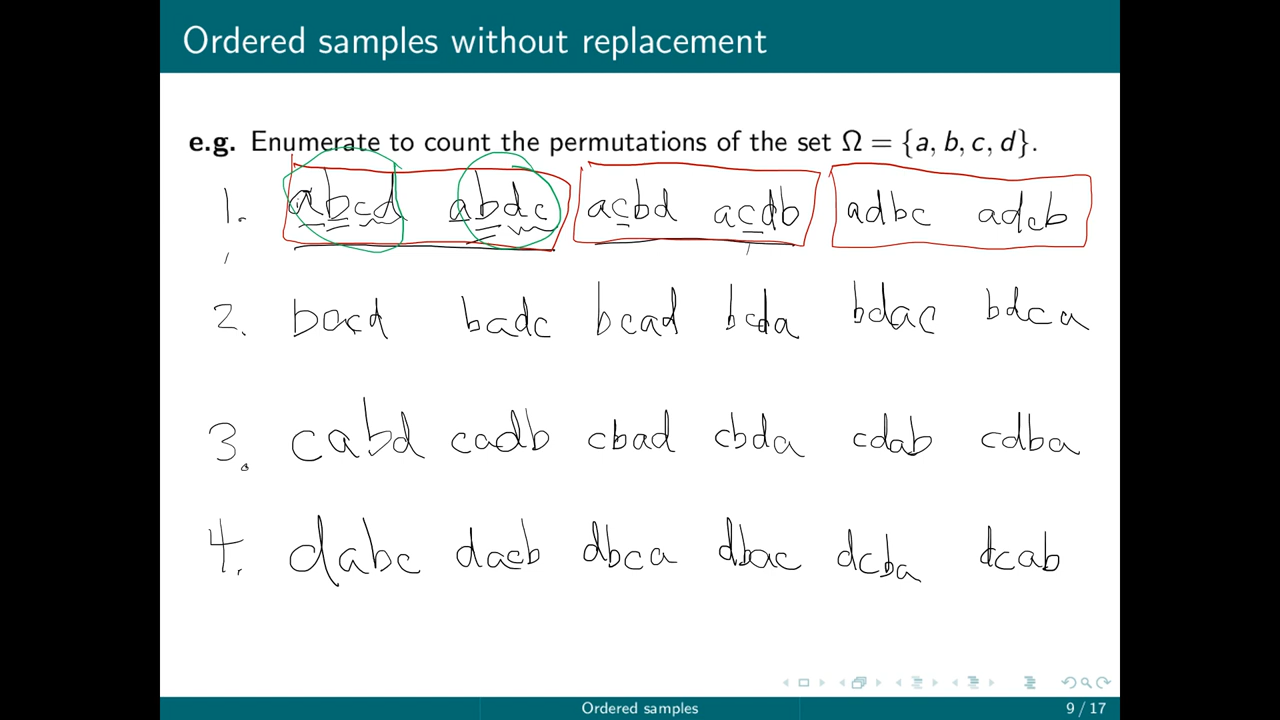 Ordered samples without replacement
e.g. Enumerate to count the permutations of the set Ω = {a, b, c, d}.
1. abcd abdc acbd acdb adbc adcb
2. bacd badc bcad bcda bdac bdca
3. cabd cadb cbad cbda cdab cdba
4. dabc dacb dbca dbac dcba dcab
Ordered samples 9 / 17